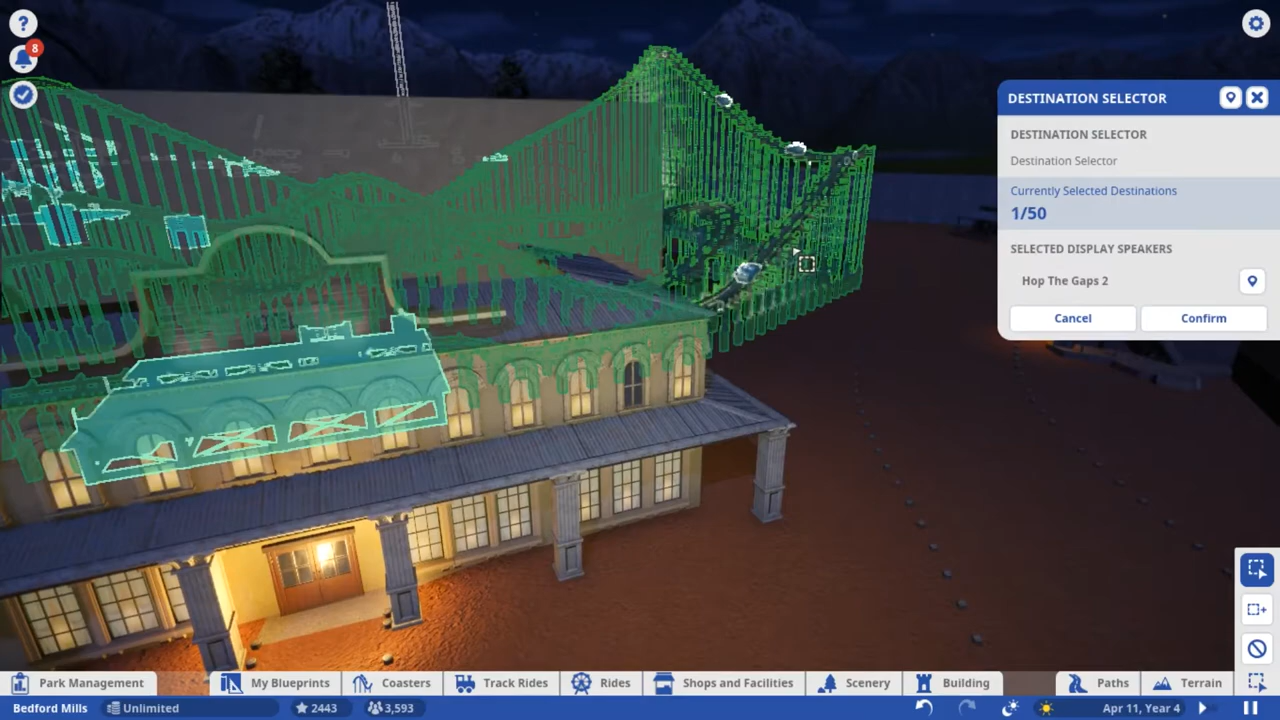 ?
8
DESTINATION SELECTOR
DESTINATION SELECTOR
Destination Selector
Currently Selected Destinations
1/50
SELECTED DISPLAY SPEAKERS
Hop The Gaps 2
Cancel
Confirm
Park Management
My Blueprints
Coasters
Track Rides
Rides
Shops and Facilities
Scenery
Building
Paths
Terrain
Bedford Mills
Unlimited
2443
3,593
Apr 11, Year 4